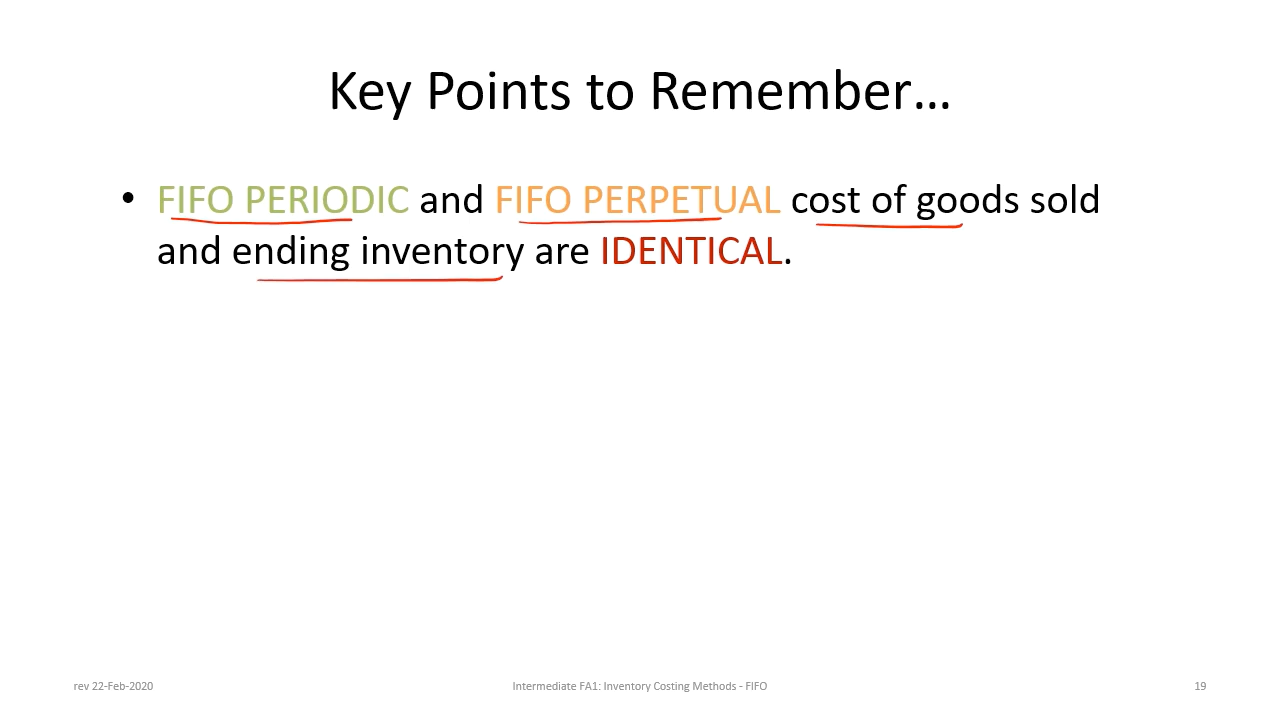 Key Points to Remember…
• FIFO PERIODIC and FIFO PERPETUAL cost of goods sold
and ending inventory are IDENTICAL.
rev 22-Feb-2020
Intermediate FA1: Inventory Costing Methods - FIFO
19